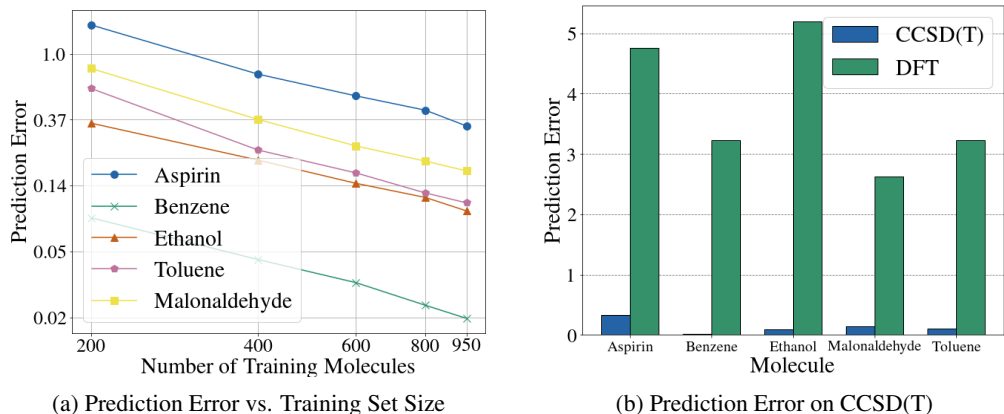 Prediction Error
1.0
0.37
0.14
0.05
0.02
Aspirin
Benzene
Ethanol
Toluene
Malonaldehyde
200
400
600
800
950
Number of Training Molecules
(a) Prediction Error vs. Training Set Size
Prediction Error
5
4
3
2
1
0
CCSD(T)
DFT
Aspirin
Benzene
Ethanol
Malonaldehyde
Toluene
Molecule
(b) Prediction Error on CCSD(T)